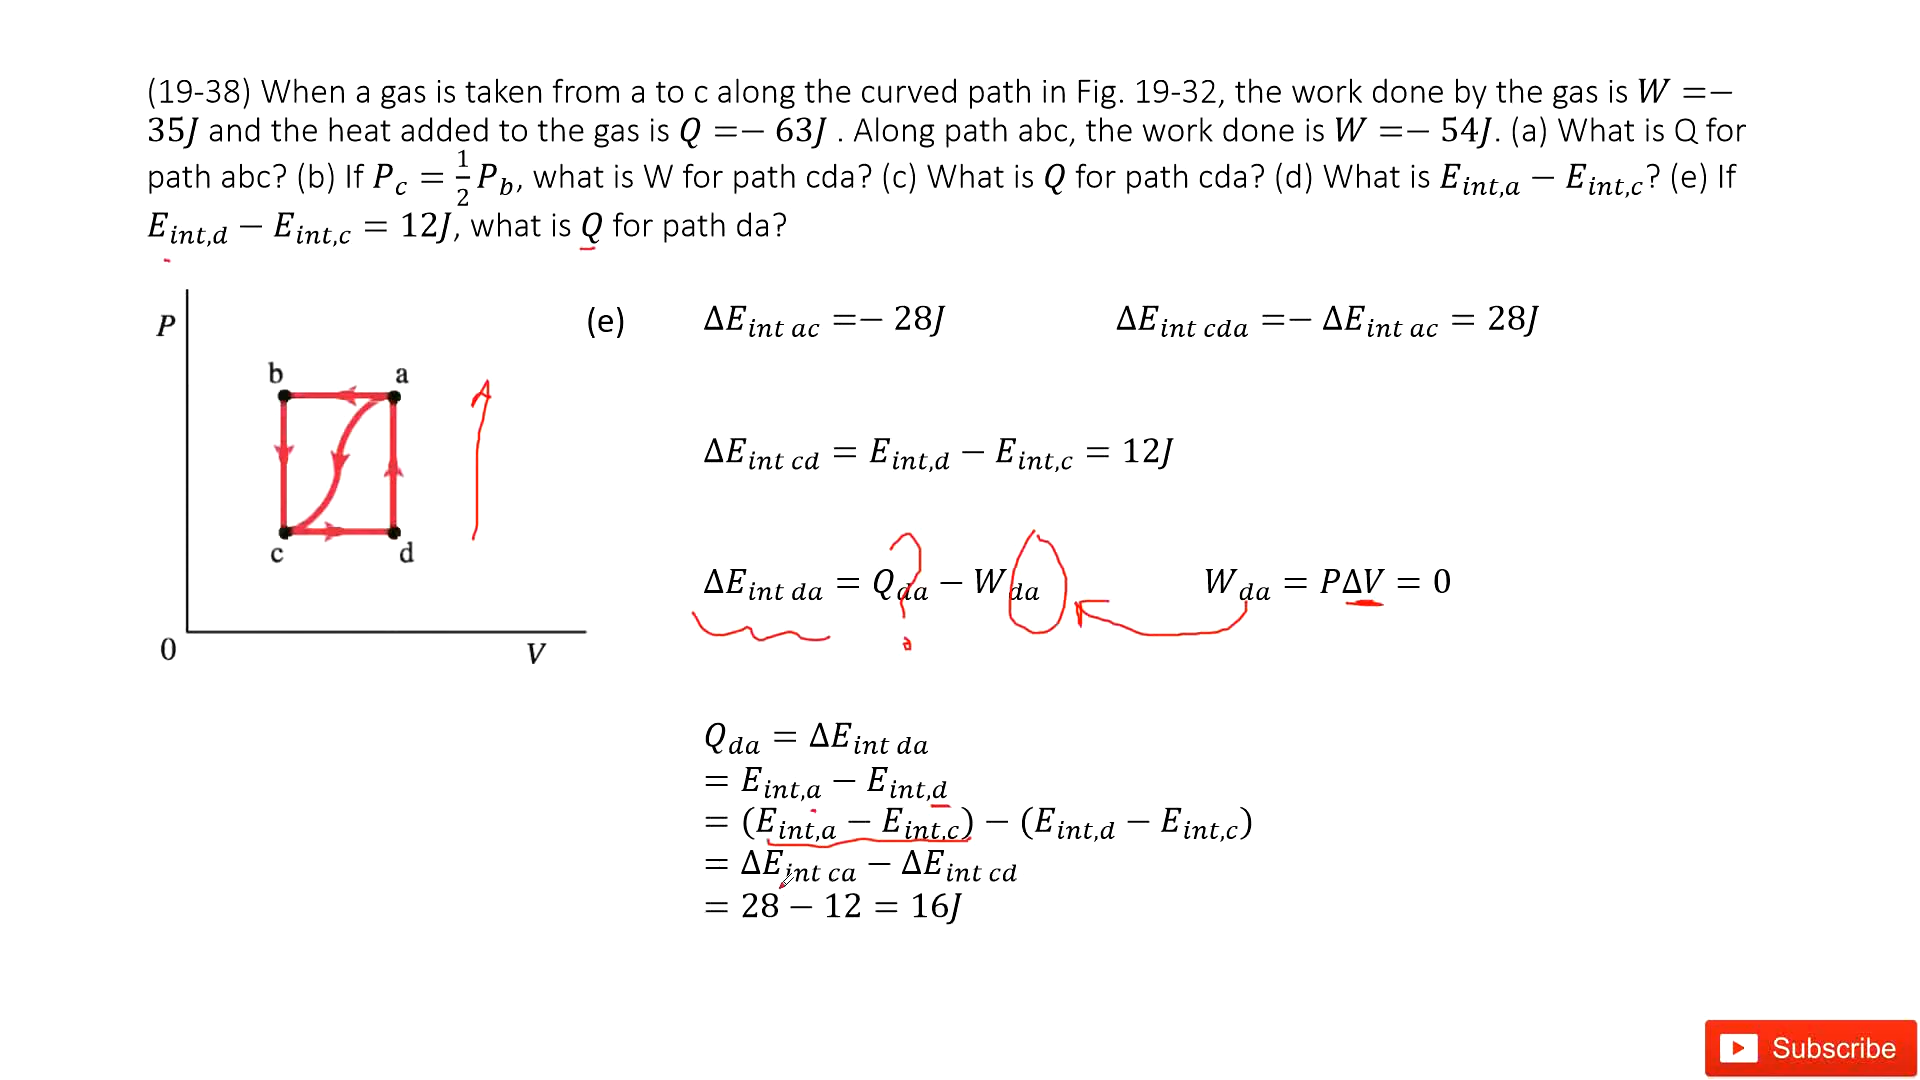 (19-38) When a gas is taken from a to c along the curved path in Fig. 19-32, the work done by the gas is W =−
35J and the heat added to the gas is Q =− 63J . Along path abc, the work done is W =− 54J. (a) What is Q for
path abc? (b) If P_c = 1/2 P_b, what is W for path cda? (c) What is Q for path cda? (d) What is E_int,a − E_int,c? (e) If
E_int,d − E_int,c = 12J, what is Q for path da?
P
b a
c d
0 V
(e) ΔE_int ac =− 28J ΔE_int cda =− ΔE_int ac = 28J
ΔE_int cd = E_int,d − E_int,c = 12J
ΔE_int da = Q_da − W_da W_da = PΔV = 0
?
Q_da = ΔE_int da
= E_int,a − E_int,d
= (E_int,a − E_int,c) − (E_int,d − E_int,c)
= ΔE_int ca − ΔE_int cd
= 28 − 12 = 16J
Subscribe